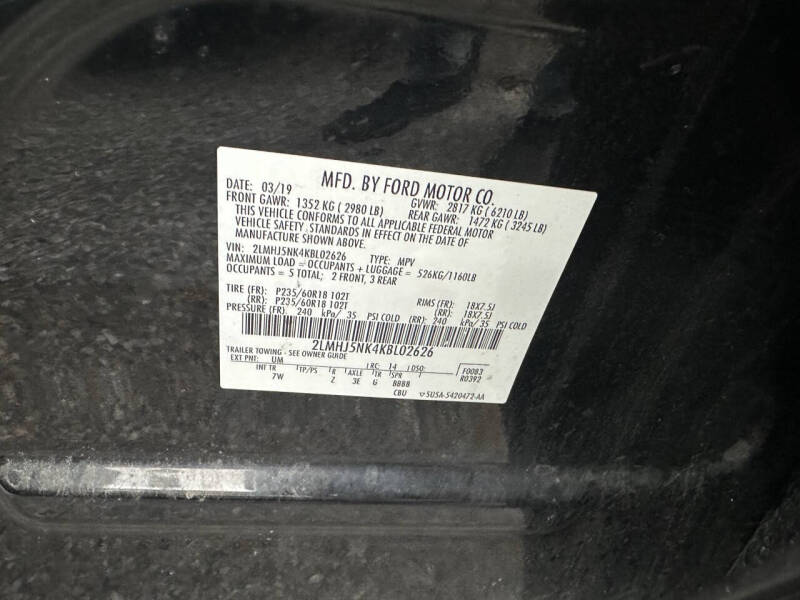 MFD. BY FORD MOTOR CO.
DATE: 03/19 GVWR: 2817 KG ( 6210 LB)
FRONT GAWR: 1352 KG ( 2980 LB) REAR GAWR: 1472 KG ( 3245 LB)
THIS VEHICLE CONFORMS TO ALL APPLICABLE FEDERAL MOTOR
VEHICLE SAFETY STANDARDS IN EFFECT ON THE DATE OF
MANUFACTURE SHOWN ABOVE.
VIN: 2LMHJ5NK4KBL02626 TYPE: MPV
MAXIMUM LOAD = OCCUPANTS + LUGGAGE = 526KG/1160LB
OCCUPANTS = 5 TOTAL; 2 FRONT, 3 REAR
TIRE (FR): P235/60R18 102T RIMS (FR): 18X7.5J
(RR): P235/60R18 102T (RR): 18X7.5J
PRESSURE (FR): 240 kPa/ 35 PSI COLD (RR): 240 kPa/ 35 PSI COLD
2LMHJ5NK4KBL02626
TRAILER TOWING - SEE OWNER GUIDE
EXT PNT: UM RC: 14 DSO: F0083
INT TR TP/PS R AXLE TR SPR R0392
7W Z 3E G 8888
CBU 5U5A-5420472-AA